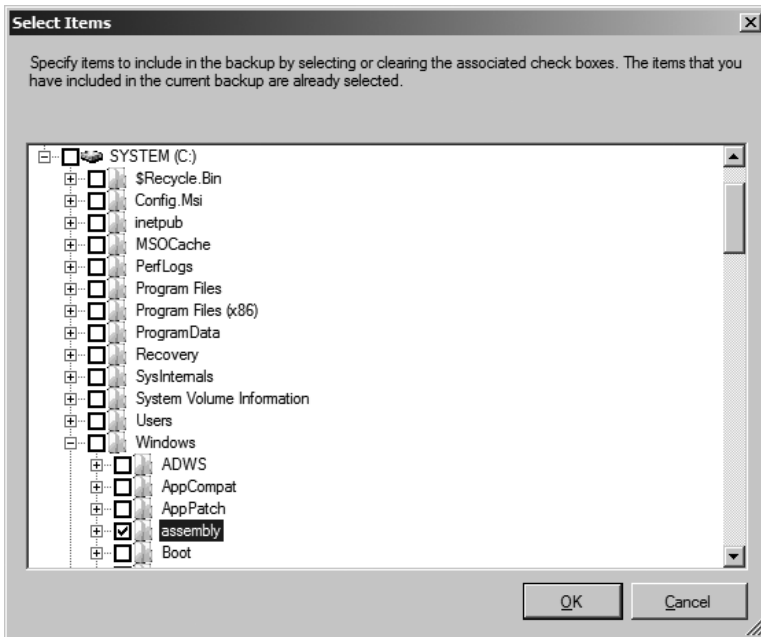 Select Items
Specify items to include in the backup by selecting or clearing the associated check boxes. The items that you
have included in the current backup are already selected.
SYSTEM (C:)
$Recycle.Bin
Config.Msi
inetpub
MSOCache
PerfLogs
Program Files
Program Files (x86)
ProgramData
Recovery
SysInternals
System Volume Information
Users
Windows
ADWS
AppCompat
AppPatch
assembly
Boot
OK
Cancel